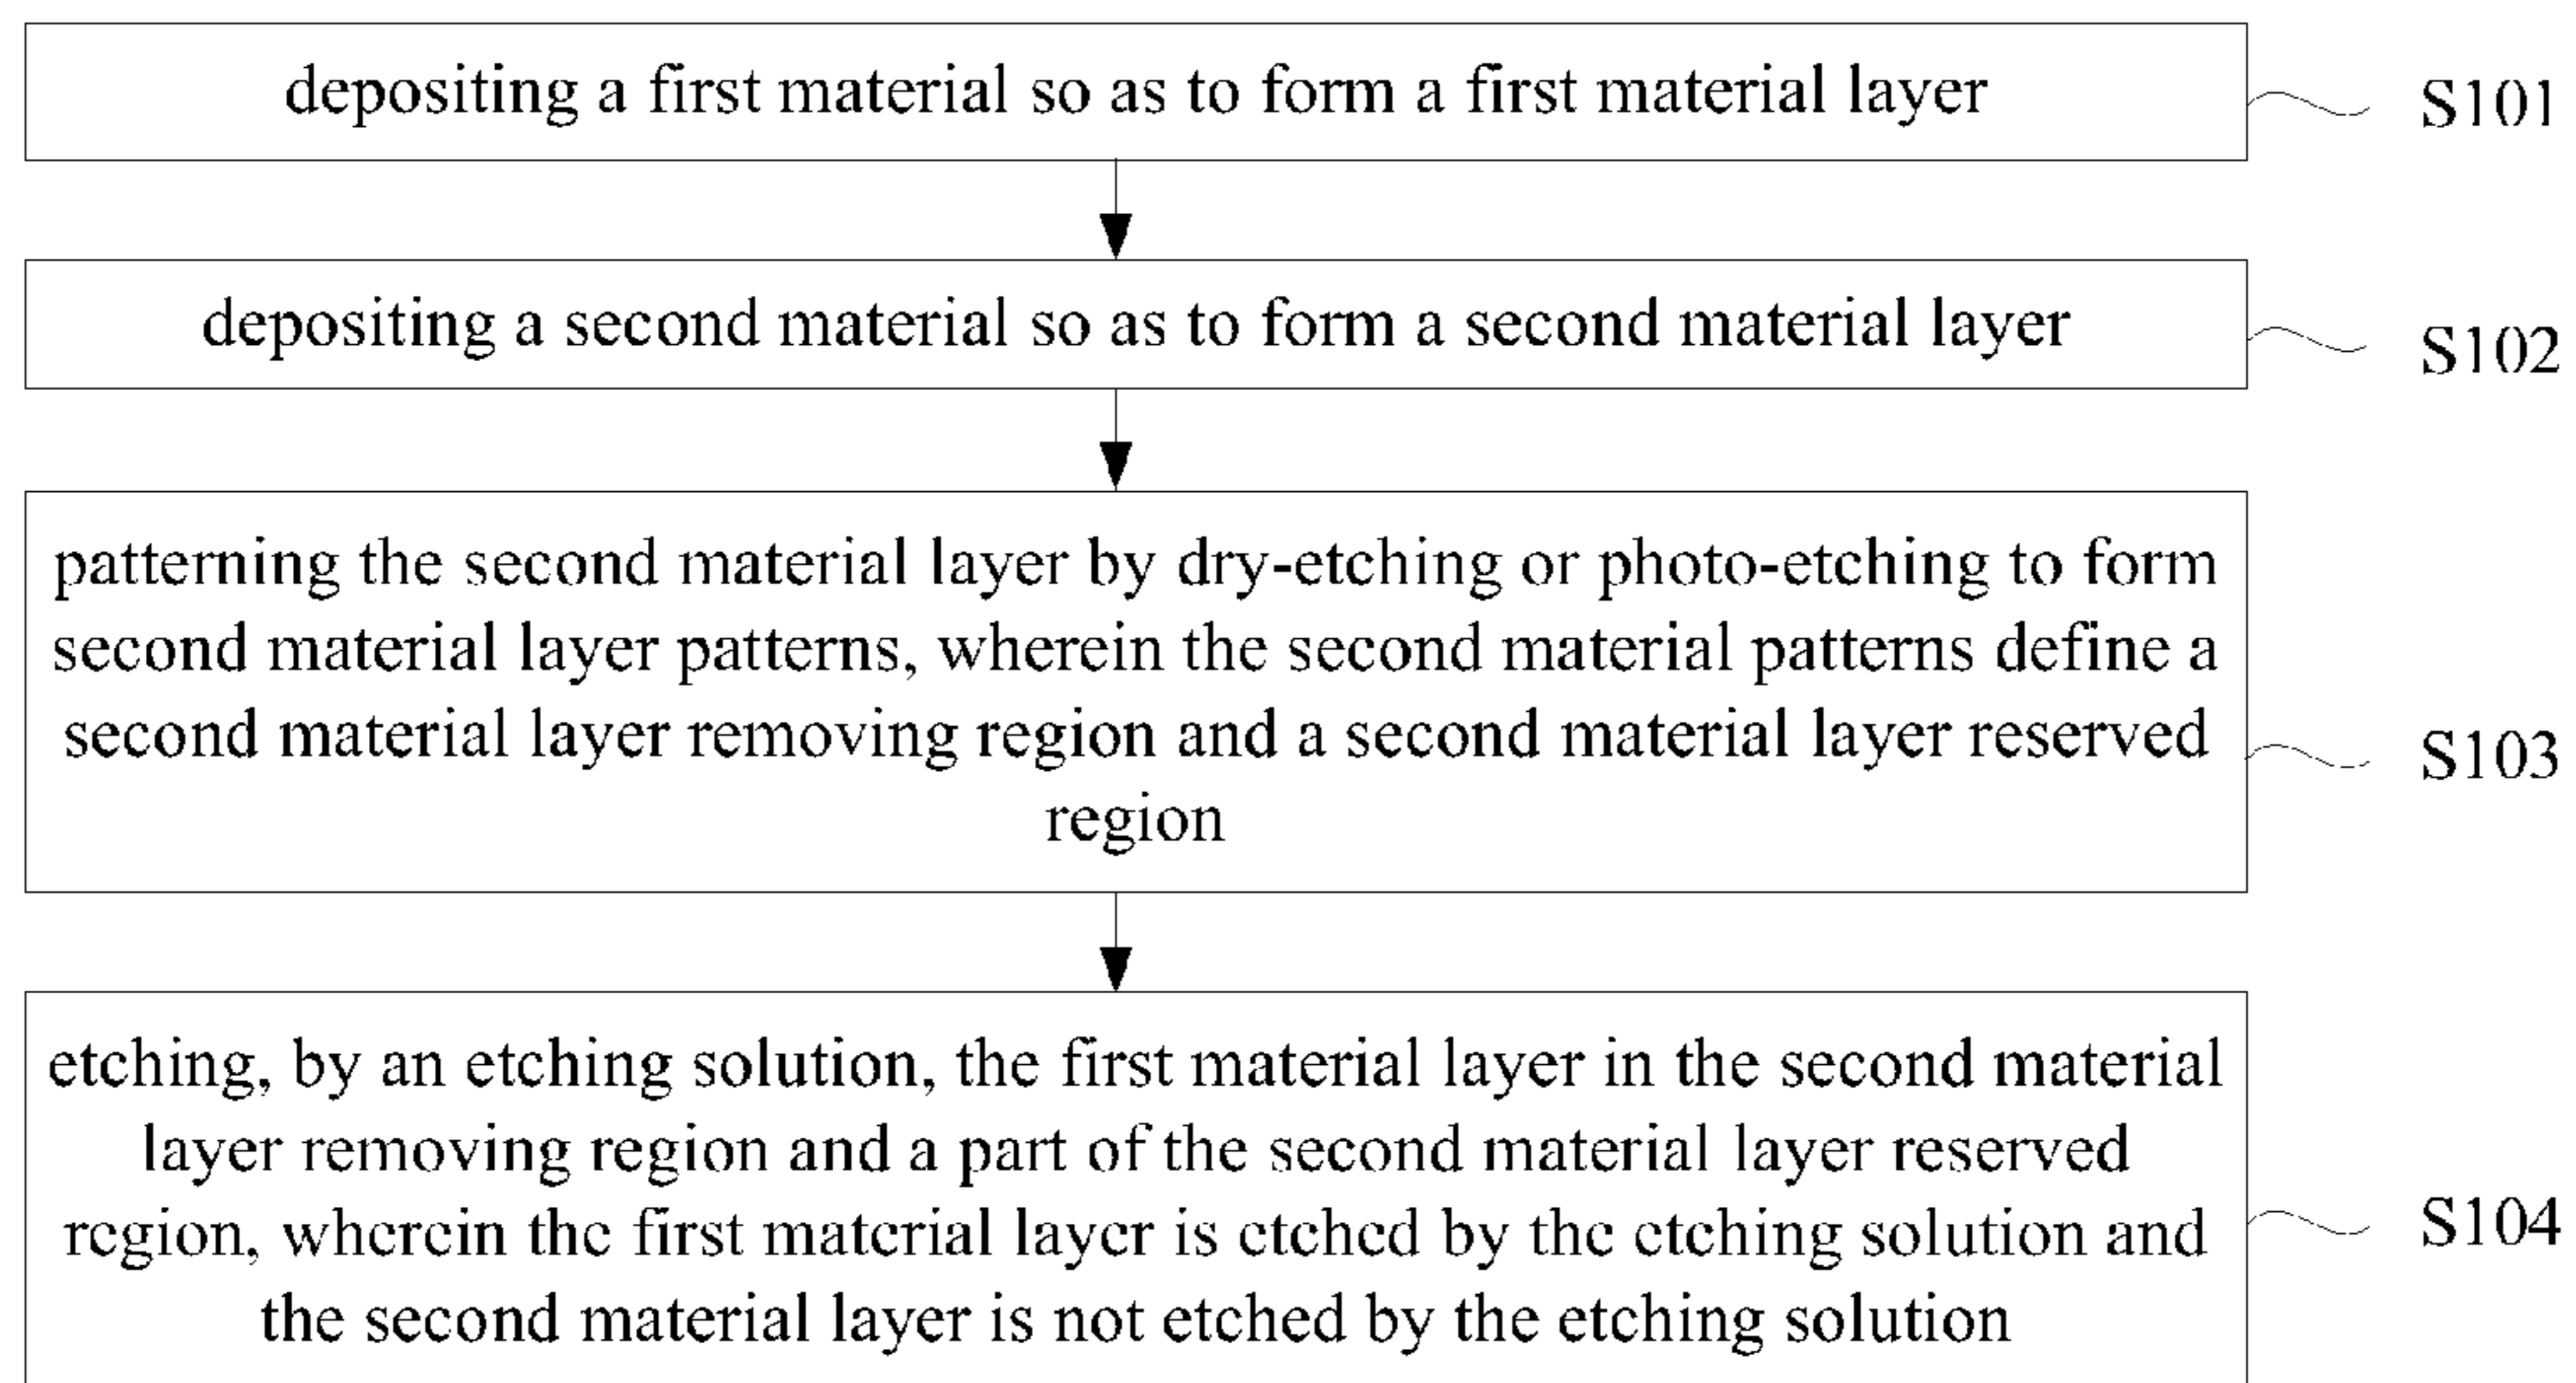 depositing a first material so as to form a first material layer
S101
depositing a second material so as to form a second material layer
S102
patterning the second material layer by dry-etching or photo-etching to form
second material layer patterns, wherein the second material patterns define a
second material layer removing region and a second material layer reserved
region
S103
etching, by an etching solution, the first material layer in the second material
layer removing region and a part of the second material layer reserved
region, wherein the first material layer is etched by the etching solution and
the second material layer is not etched by the etching solution
S104